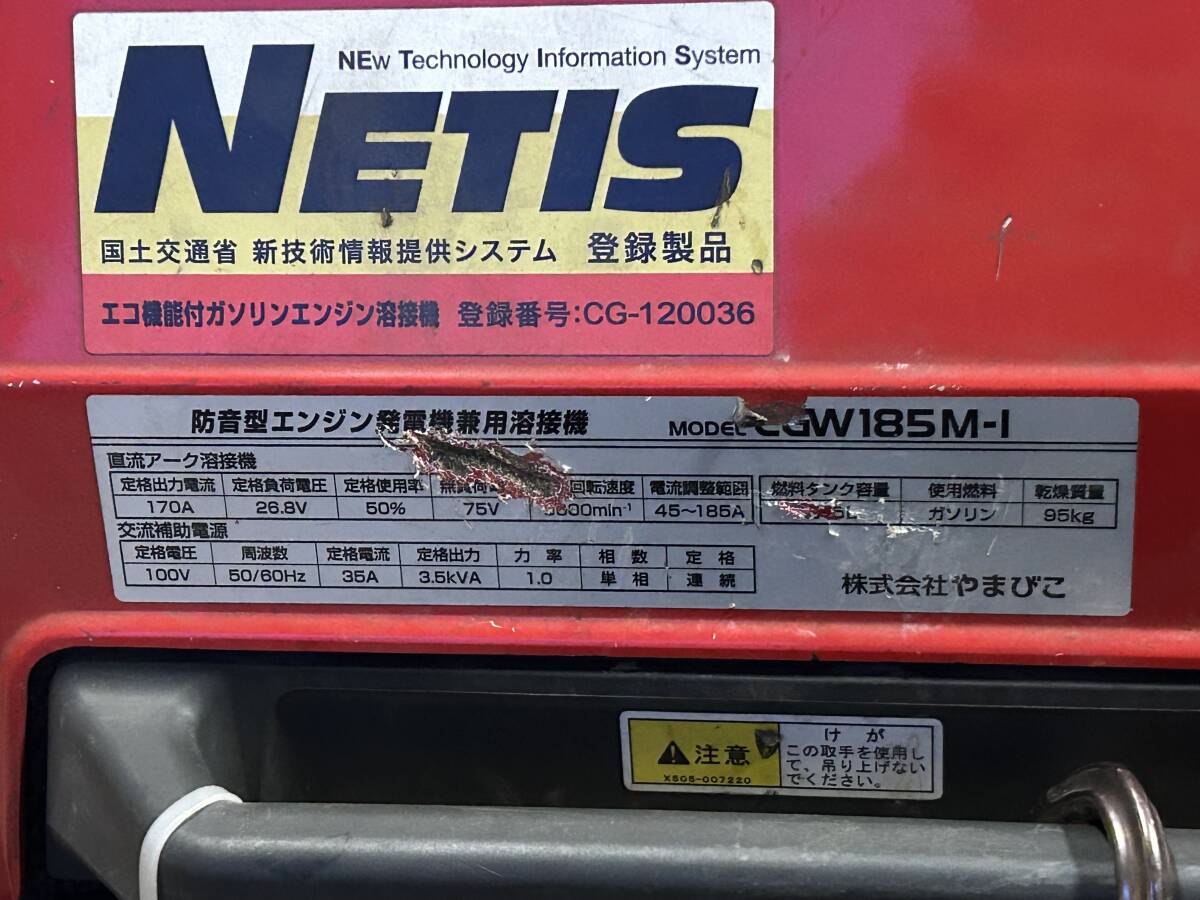 NEw Technology Information System
NETIS
国土交通省 新技術情報提供システム 登録製品
エコ機能付ガソリンエンジン溶接機 登録番号:CG-120036
防音型エンジン発電機兼用溶接機 MODEL GW185M-I
直流アーク溶接機
定格出力電流 定格負荷電圧 定格使用率 無負荷 回転速度 電流調整範囲 燃料タンク容量 使用燃料 乾燥質量
170A 26.8V 50% 75V 45~185A ガソリン 95kg
交流補助電源
定格電圧 周波数 定格電流 定格出力 力率 相数 定格
100V 50/60Hz 35A 3.5kVA 1.0 単相 連続
株式会社やまびこ
注意
X505-007220
けが
この取手を使用し
て、吊り上げない
でください。